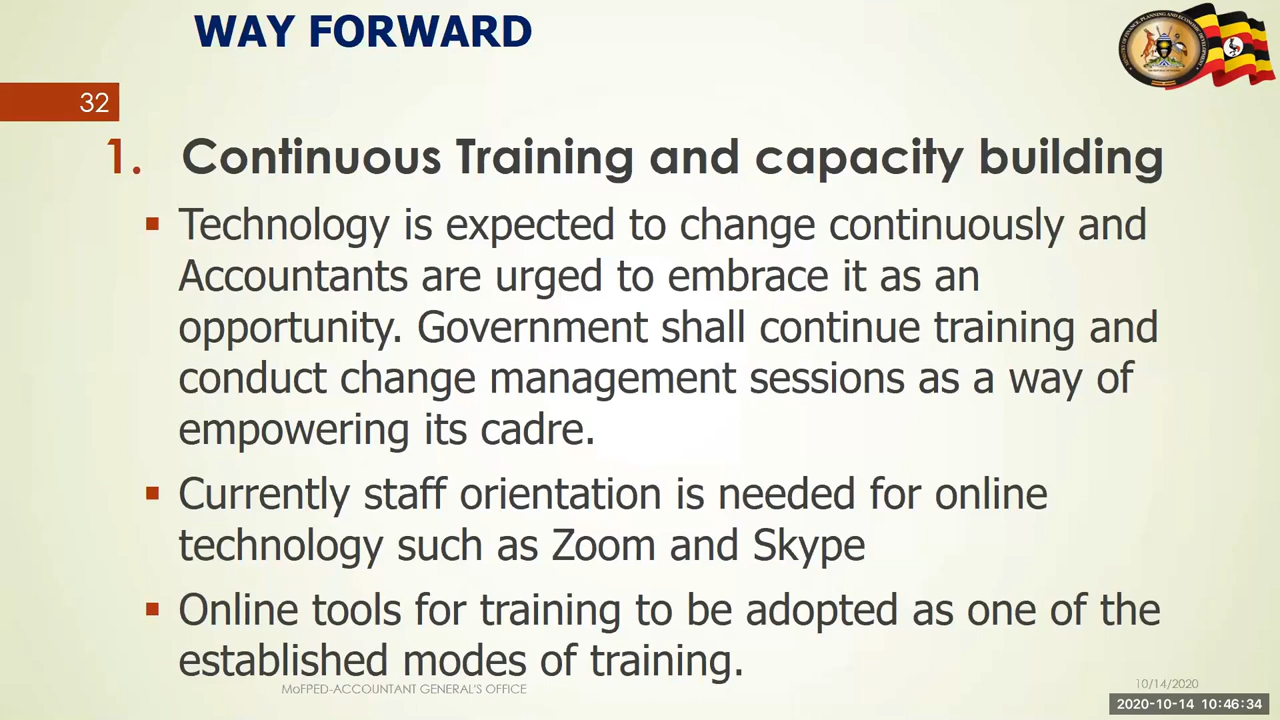 WAY FORWARD
32
1. Continuous Training and capacity building
▪ Technology is expected to change continuously and
Accountants are urged to embrace it as an
opportunity. Government shall continue training and
conduct change management sessions as a way of
empowering its cadre.
▪ Currently staff orientation is needed for online
technology such as Zoom and Skype
▪ Online tools for training to be adopted as one of the
established modes of training.
MoFPED-ACCOUNTANT GENERAL'S OFFICE
10/14/2020
2020-10-14 10:46:34